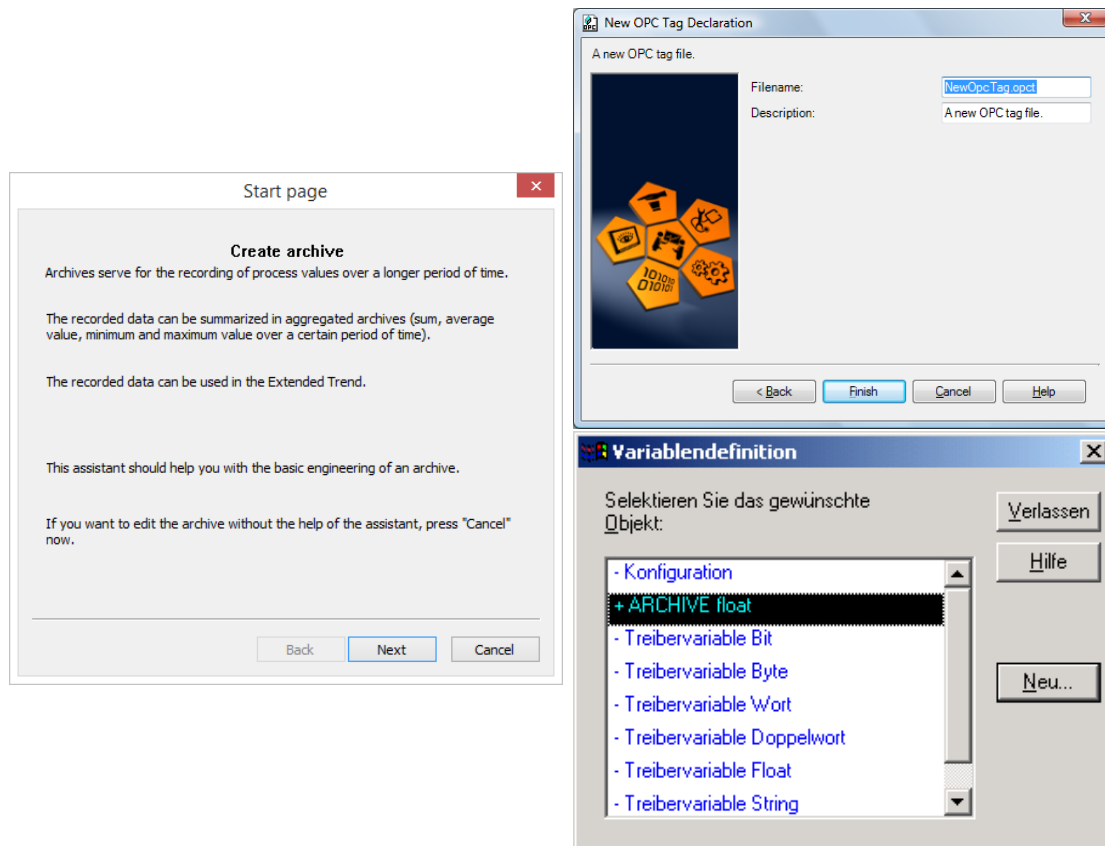 Start page
Create archive
Archives serve for the recording of process values over a longer period of time.
The recorded data can be summarized in aggregated archives (sum, average
value, minimum and maximum value over a certain period of time).
The recorded data can be used in the Extended Trend.
This assistant should help you with the basic engineering of an archive.
If you want to edit the archive without the help of the assistant, press "Cancel"
now.
Back
Next
Cancel
New OPC Tag Declaration
A new OPC tag file.
Filename:
NewOpcTag.opct
Description:
A new OPC tag file.
101010
010101
< Back
Finish
Cancel
Help
Variablendefinition
Selektieren Sie das gewünschte
Objekt:
- Konfiguration
+ ARCHIVE float
- Treibervariable Bit
- Treibervariable Byte
- Treibervariable Wort
- Treibervariable Doppelwort
- Treibervariable Float
- Treibervariable String
Verlassen
Hilfe
Neu...